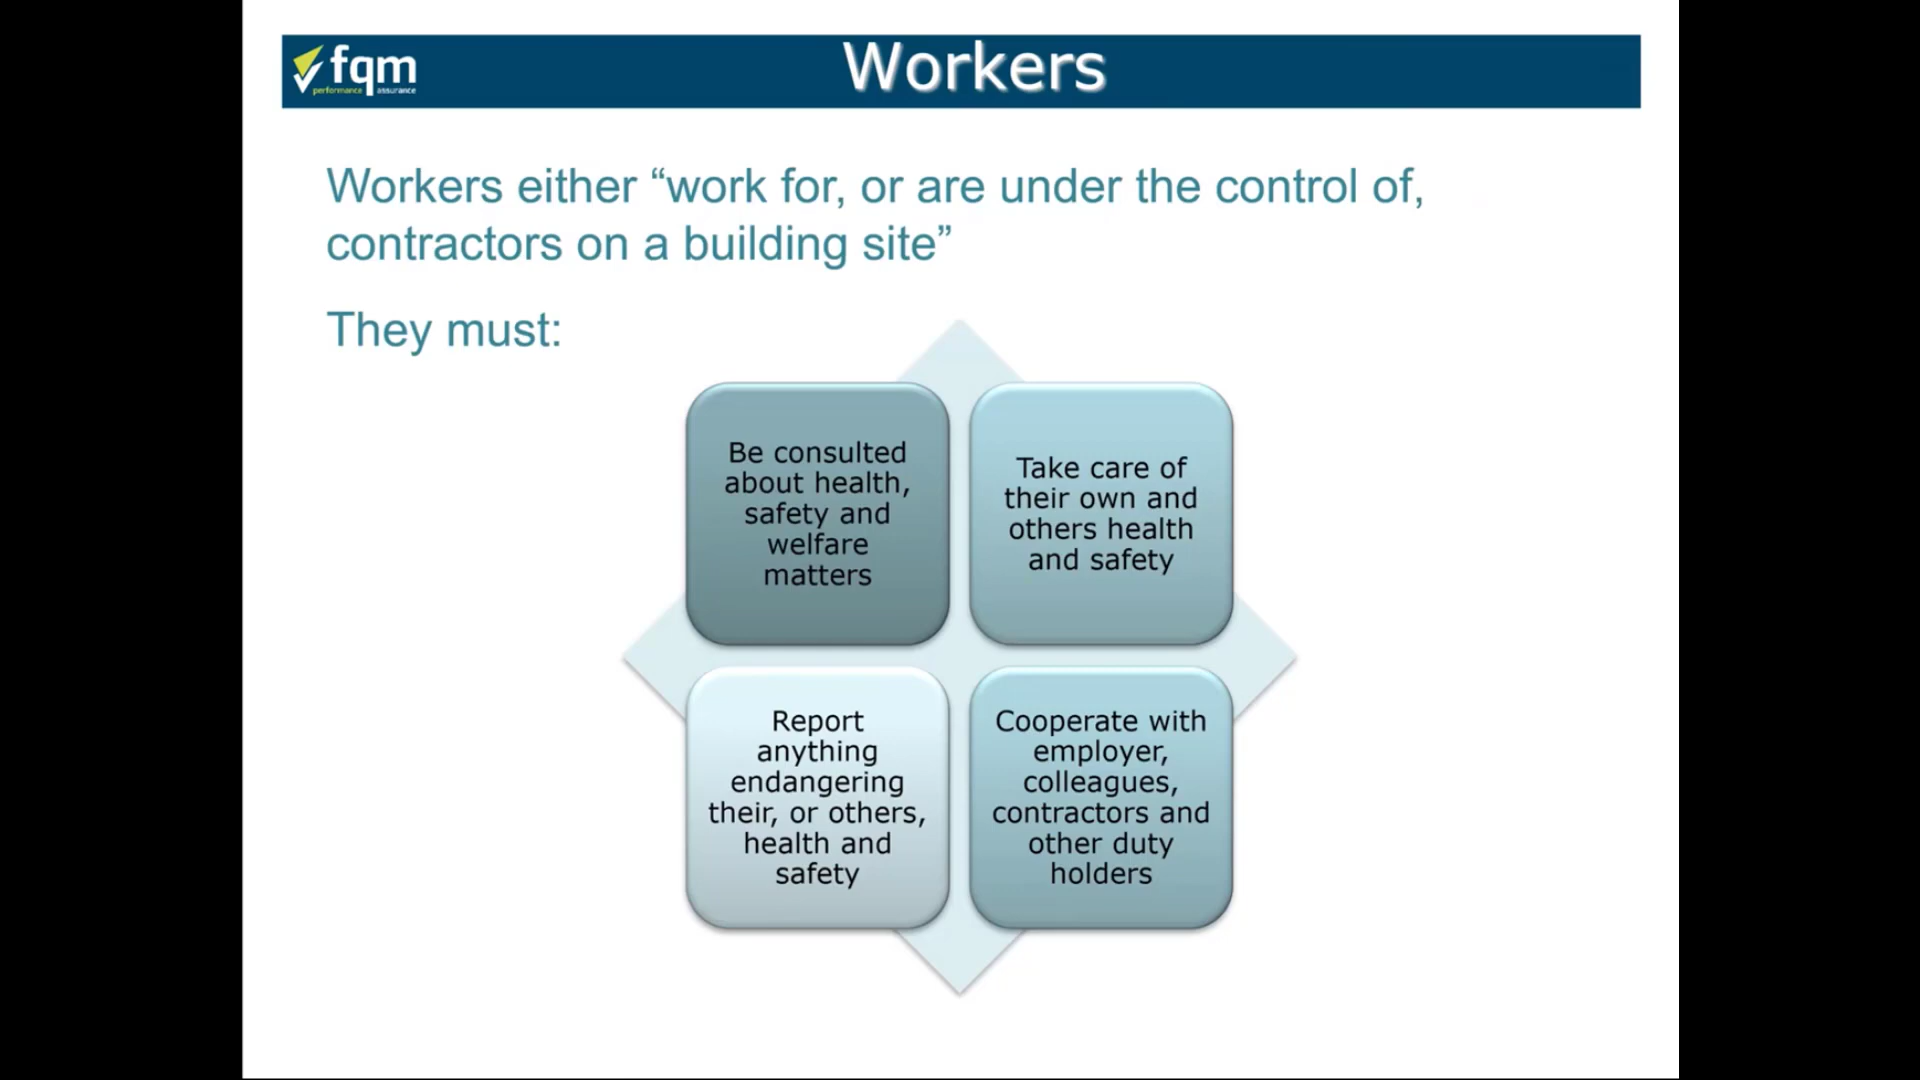 fqm
performance assurance
Workers
Workers either “work for, or are under the control of,
contractors on a building site”
They must:
Be consulted
about health,
safety and
welfare
matters
Take care of
their own and
others health
and safety
Report
anything
endangering
their, or others,
health and
safety
Cooperate with
employer,
colleagues,
contractors and
other duty
holders